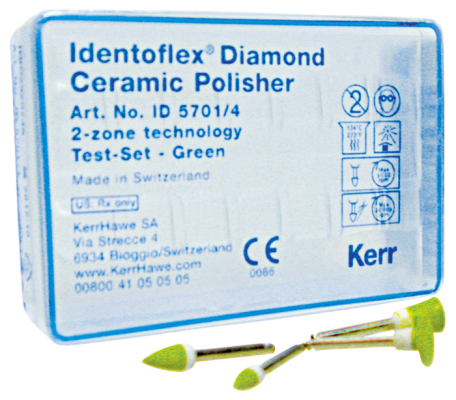 Identoflex® Diamond
Ceramic Polisher
Art. No. ID 5701/4
2-zone technology
Test-Set - Green
Made in Switzerland
US. Rx only
KerrHawe SA
Via Strecce 4
6934 Bioggio/Switzerland
www.KerrHawe.com
00800 41 05 05 05
CE
0086
Kerr
2
134°C
273°F